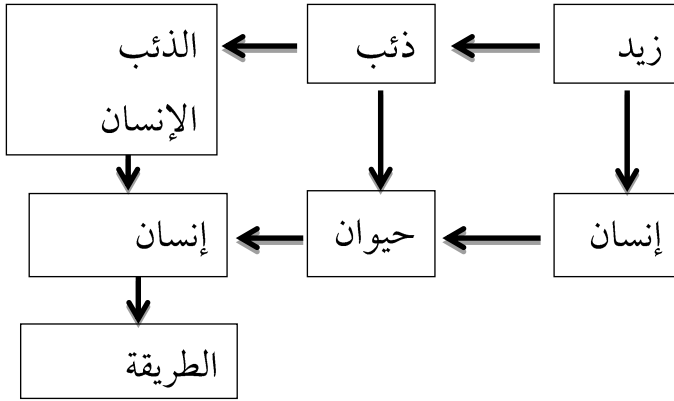 زيد
ذئب
الذئب
الإنسان
إنسان
حيوان
إنسان
الطريقة